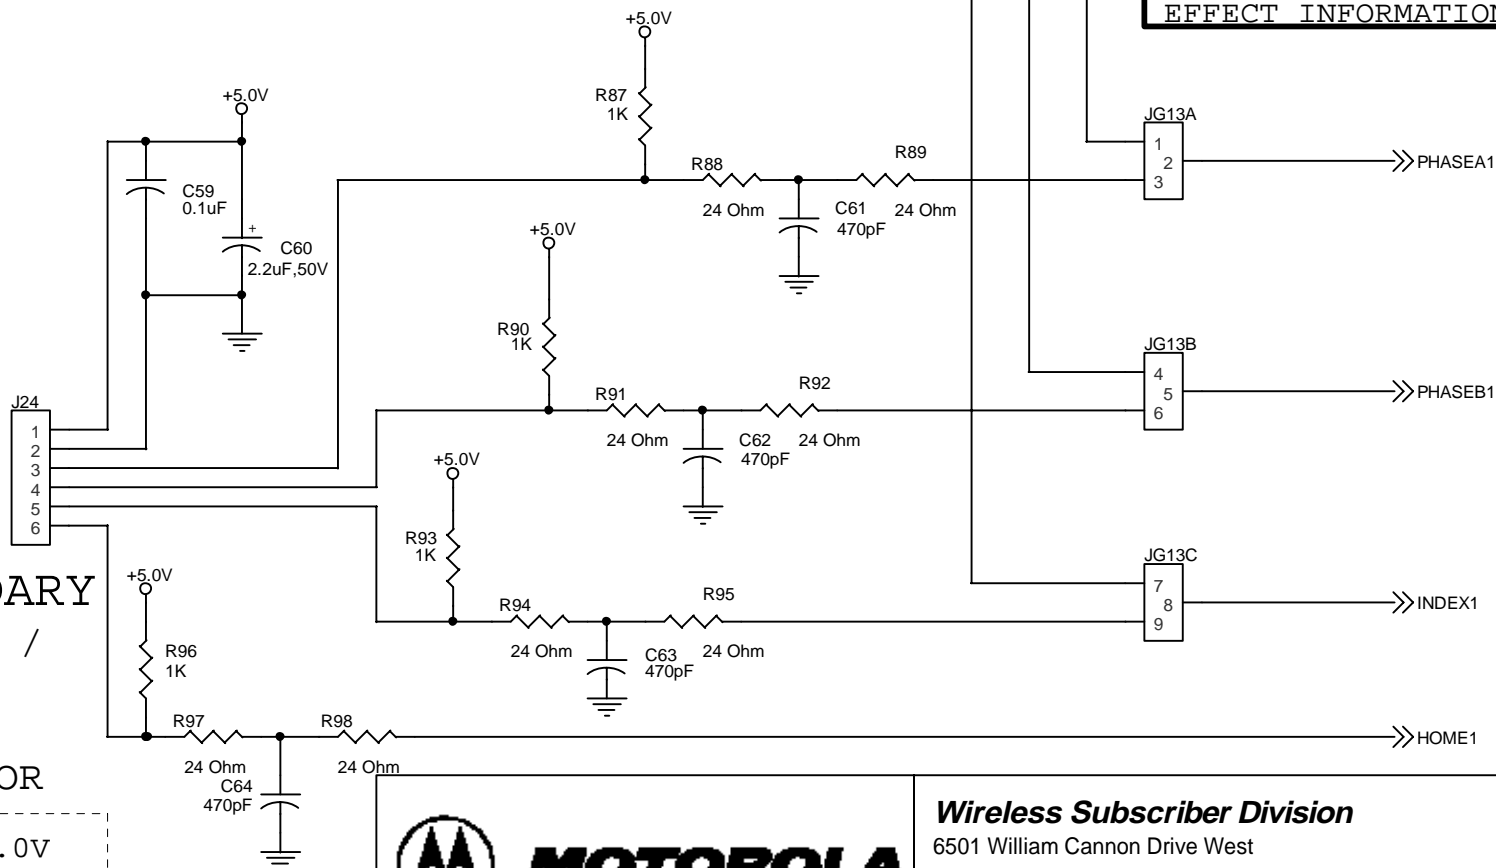 +5.0V
EFFECT INFORMATION
R87
1K
+5.0V
JG13A
1
2
3
PHASEA1
R88
R89
C59
0.1uF
24 Ohm
C61
470pF
24 Ohm
+5.0V
+
C60
2.2uF,50V
R90
1K
JG13B
4
5
6
PHASEB1
R91
R92
J24
1
2
3
4
5
6
24 Ohm
C62
470pF
24 Ohm
+5.0V
R93
1K
JG13C
7
8
9
INDEX1
+5.0V
DARY
R94
R95
/
R96
1K
24 Ohm
C63
470pF
24 Ohm
R97
R98
HOME1
24 Ohm
24 Ohm
OR
C64
470pF
.0V
MOTOROLA
Wireless Subscriber Division
6501 William Cannon Drive West